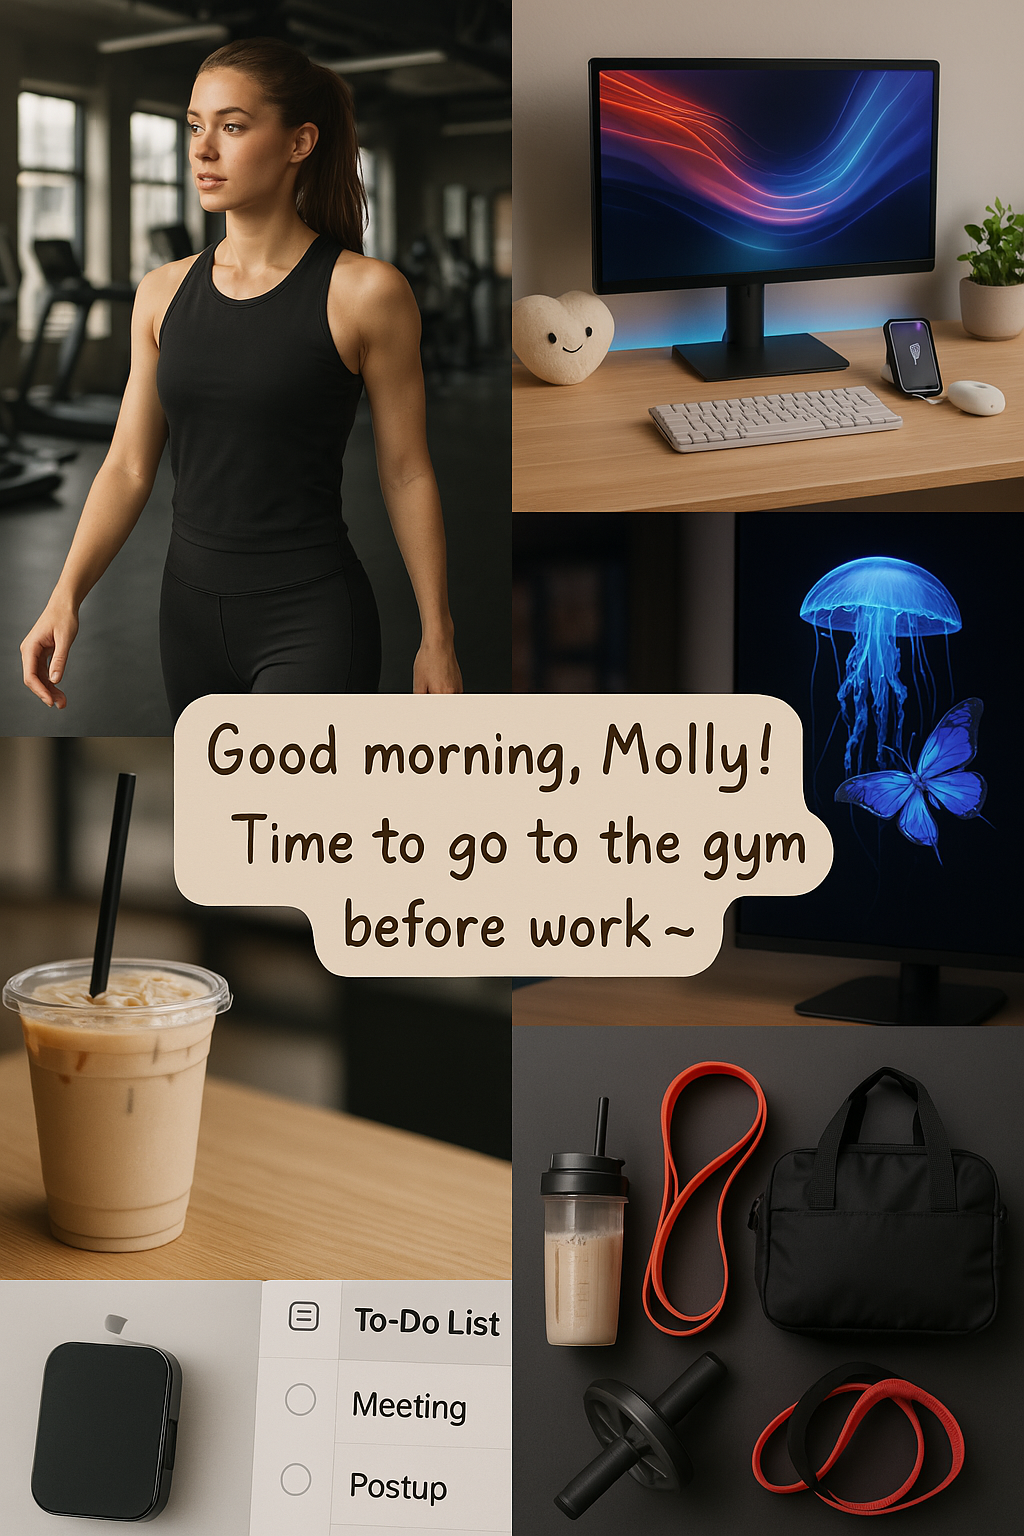 Good morning, Molly!
Time to go to the gym
before work ~
To-Do List
Meeting
Postup